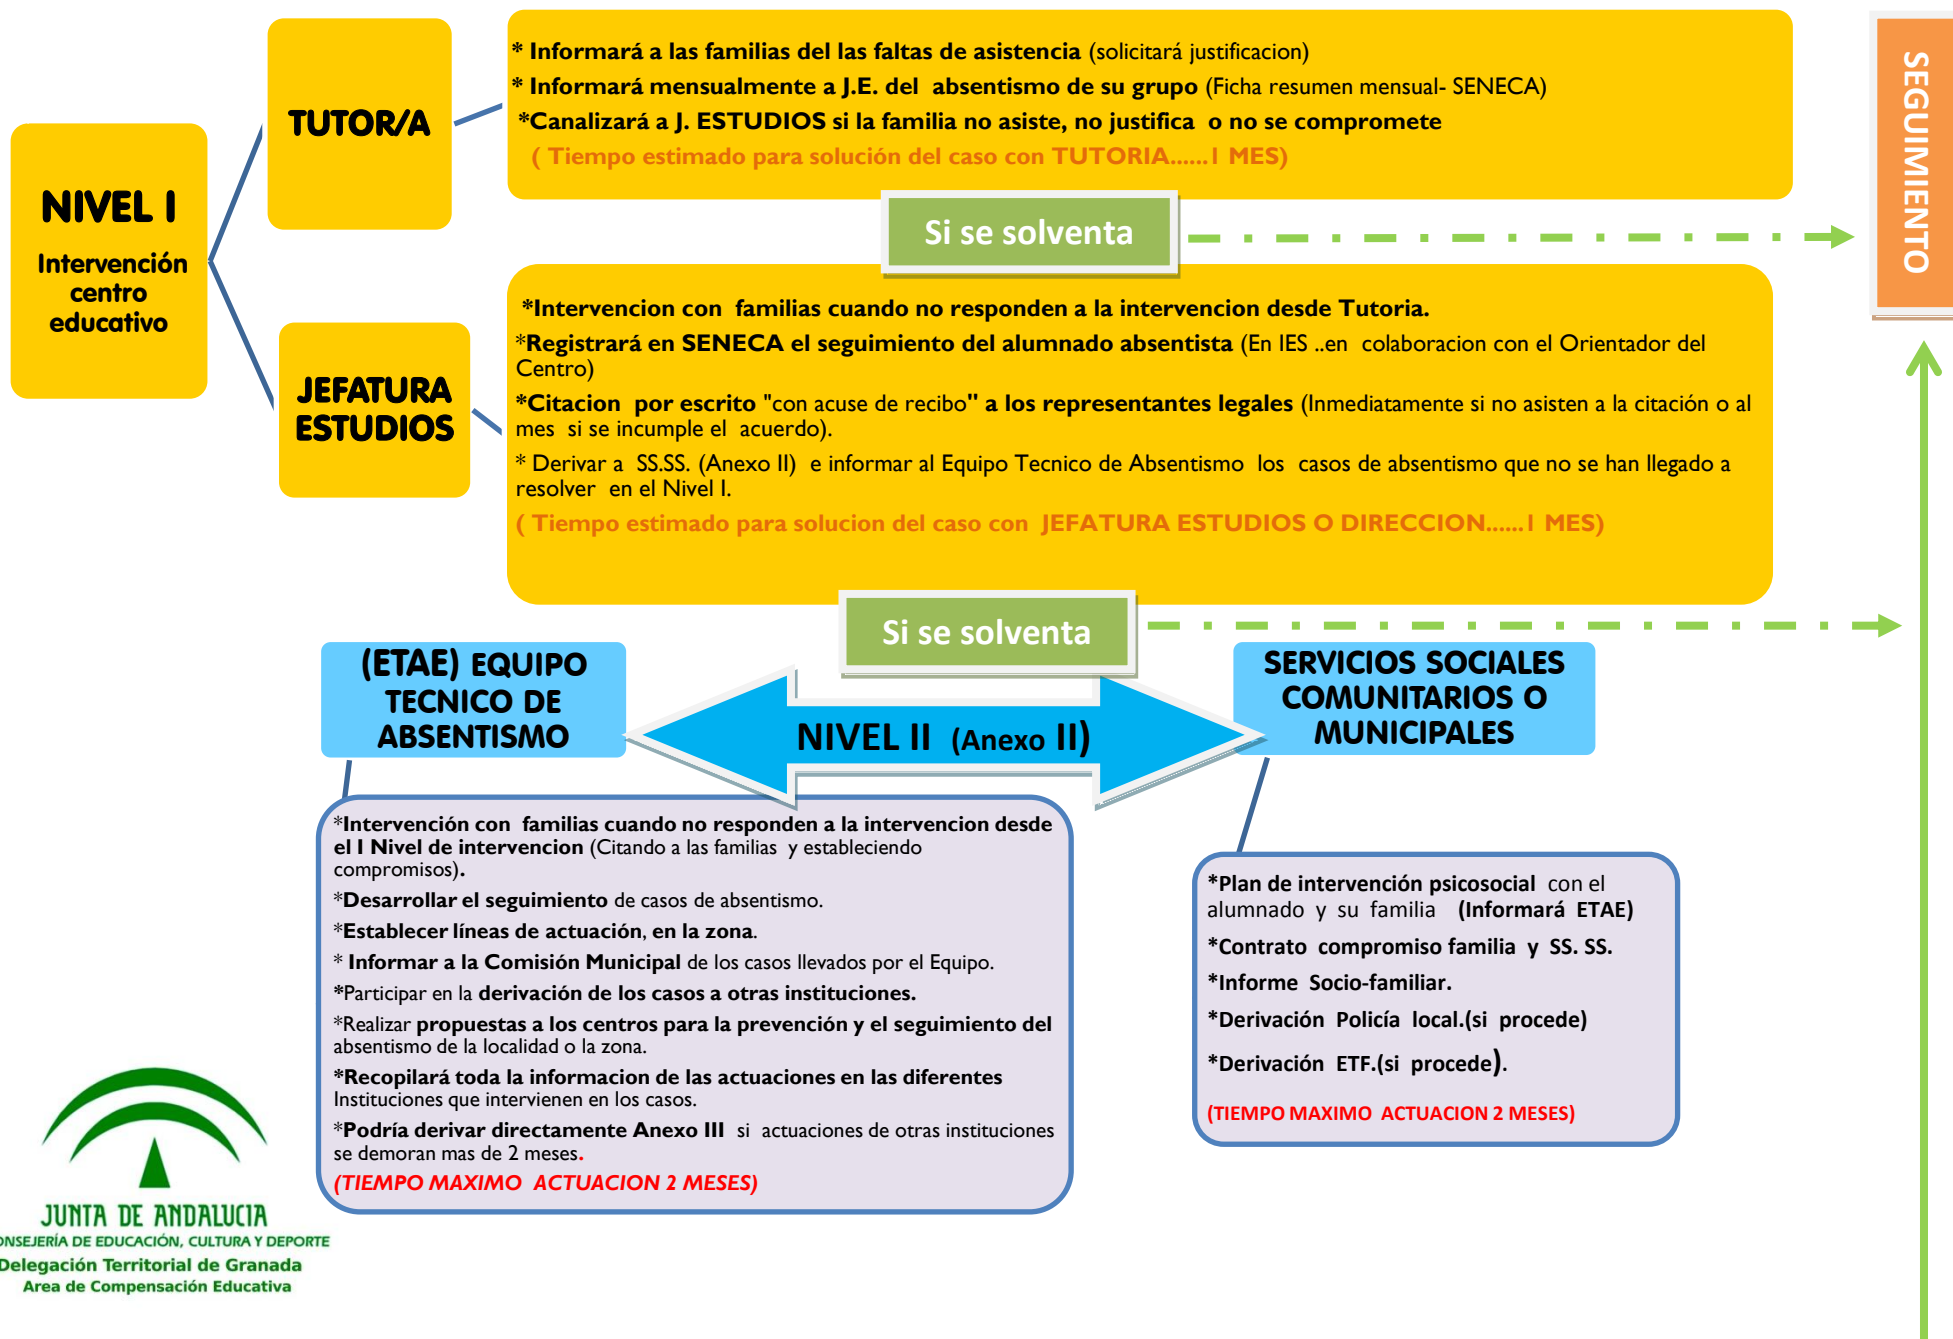 NIVEL I
Intervención
centro
educativo
TUTOR/A
* Informará a las familias del las faltas de asistencia (solicitará justificacion)
* Informará mensualmente a J.E. del absentismo de su grupo (Ficha resumen mensual- SENECA)
*Canalizará a J. ESTUDIOS si la familia no asiste, no justifica o no se compromete
( Tiempo estimado para solución del caso con TUTORIA......1 MES)
Si se solventa
SEGUIMIENTO
JEFATURA
ESTUDIOS
*Intervencion con familias cuando no responden a la intervencion desde Tutoria.
*Registrará en SENECA el seguimiento del alumnado absentista (En IES ..en colaboracion con el Orientador del
Centro)
*Citacion por escrito "con acuse de recibo" a los representantes legales (Inmediatamente si no asisten a la citación o al
mes si se incumple el acuerdo).
* Derivar a SS.SS. (Anexo II) e informar al Equipo Tecnico de Absentismo los casos de absentismo que no se han llegado a
resolver en el Nivel I.
( Tiempo estimado para solucion del caso con JEFATURA ESTUDIOS O DIRECCION......1 MES)
Si se solventa
(ETAE) EQUIPO
TECNICO DE
ABSENTISMO
NIVEL II (Anexo II)
SERVICIOS SOCIALES
COMUNITARIOS O
MUNICIPALES
*Intervención con familias cuando no responden a la intervencion desde
el I Nivel de intervencion (Citando a las familias y estableciendo
compromisos).
*Desarrollar el seguimiento de casos de absentismo.
*Establecer líneas de actuación, en la zona.
* Informar a la Comisión Municipal de los casos llevados por el Equipo.
*Participar en la derivación de los casos a otras instituciones.
*Realizar propuestas a los centros para la prevención y el seguimiento del
absentismo de la localidad o la zona.
*Recopilará toda la informacion de las actuaciones en las diferentes
Instituciones que intervienen en los casos.
*Podría derivar directamente Anexo III si actuaciones de otras instituciones
se demoran mas de 2 meses.
(TIEMPO MAXIMO ACTUACION 2 MESES)
*Plan de intervención psicosocial con el
alumnado y su familia (Informará ETAE)
*Contrato compromiso familia y SS. SS.
*Informe Socio-familiar.
*Derivación Policía local.(si procede)
*Derivación ETF.(si procede).
(TIEMPO MAXIMO ACTUACION 2 MESES)
JUNTA DE ANDALUCIA
ONSEJERÍA DE EDUCACIÓN, CULTURA Y DEPORTE
Delegación Territorial de Granada
Area de Compensación Educativa